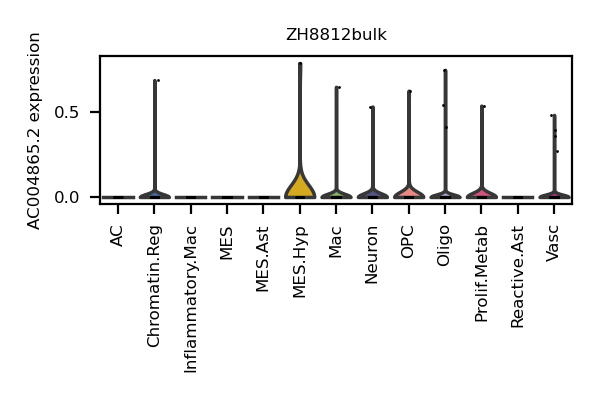 ZH8812bulk
AC004865.2 expression
0.5
0.0
AC
Chromatin.Reg
Inflammatory.Mac
MES
MES.Ast
MES.Hyp
Mac
Neuron
OPC
Oligo
Prolif.Metab
Reactive.Ast
Vasc